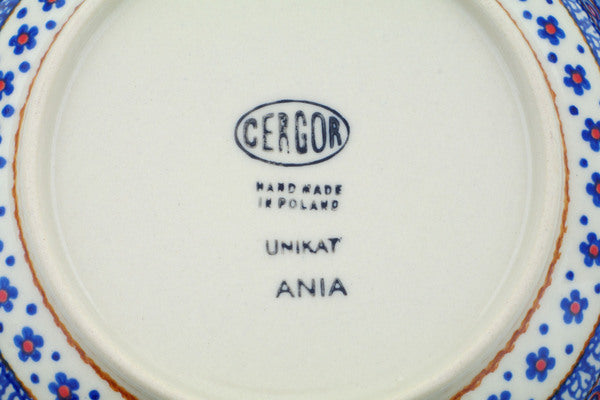 CERGOR
HAND MADE
IN POLAND
UNIKAT
ANIA